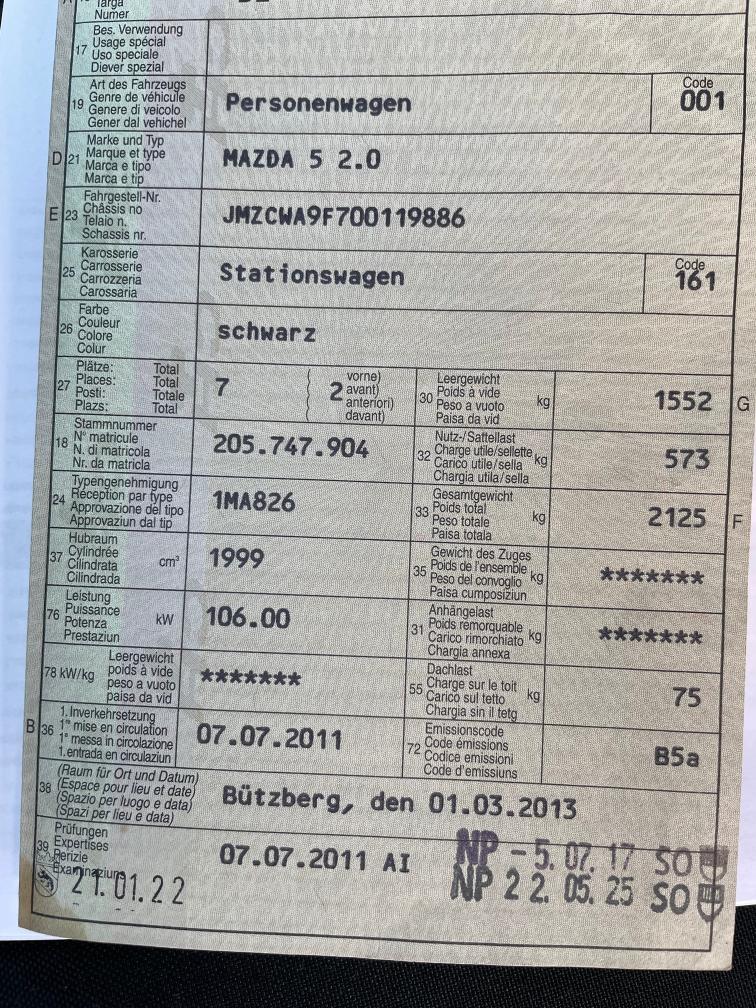 Targa
Numer
17
Bes. Verwendung
Usage spécial
Uso speciale
Diever spezial
19
Art des Fahrzeugs
Genre de véhicule
Genere di veicolo
Gener dal vehichel
Personenwagen
Code
001
D
21
Marke und Typ
Marque et type
Marca e tipo
Marca e tip
MAZDA 5 2.0
E
23
Fahrgestell-Nr.
Châssis no
Telaio n.
Schassis nr.
JMZCWA9F700119886
25
Karosserie
Carrosserie
Carrozzeria
Carossaria
Stationswagen
Code
161
26
Farbe
Couleur
Colore
Colur
schwarz
27
Plätze: Total
Places: Total
Posti: Totale
Plazs: Total
7
2
vorne)
avant)
anteriori)
davant)
30
Leergewicht
Poids à vide
Peso a vuoto
Paisa da vid
kg
1552
G
18
Stammnummer
N° matricule
N. di matricola
Nr. da matricla
205.747.904
32
Nutz-/Sattellast
Charge utile/sellette
Carico utile/sella
Chargia utila/sella
kg
573
24
Typengenehmigung
Réception par type
Approvazione del tipo
Approvaziun dal tip
1MA826
33
Gesamtgewicht
Poids total
Peso totale
Paisa totala
kg
2125
F
37
Hubraum
Cylindrée
Cilindrata
Cilindrada
cm³
1999
35
Gewicht des Zuges
Poids de l'ensemble
Peso del convoglio
Paisa cumposiziun
kg
*******
76
Leistung
Puissance
Potenza
Prestaziun
kW
106.00
31
Anhängelast
Poids remorquable
Carico rimorchiato
Chargia annexa
kg
*******
78 kW/kg
Leergewicht
poids à vide
peso a vuoto
paisa da vid
*******
55
Dachlast
Charge sur le toit
Carico sul tetto
Chargia sin il tetg
kg
75
B
36
1. Inverkehrsetzung
1re mise en circulation
1a messa in circolazione
1. entrada en circulaziun
07.07.2011
72
Emissionscode
Code émissions
Codice emissioni
Code d'emissiuns
B5a
38
(Raum für Ort und Datum)
(Espace pour lieu et date)
(Spazio per luogo e data)
(Spazi per lieu e data)
Bützberg, den 01.03.2013
39
Prüfungen
Expertises
Perizie
Examinaziuns
07.07.2011 AI
NP - 5. 07. 17 SO
21.01.22
NP 22. 05. 25 SO